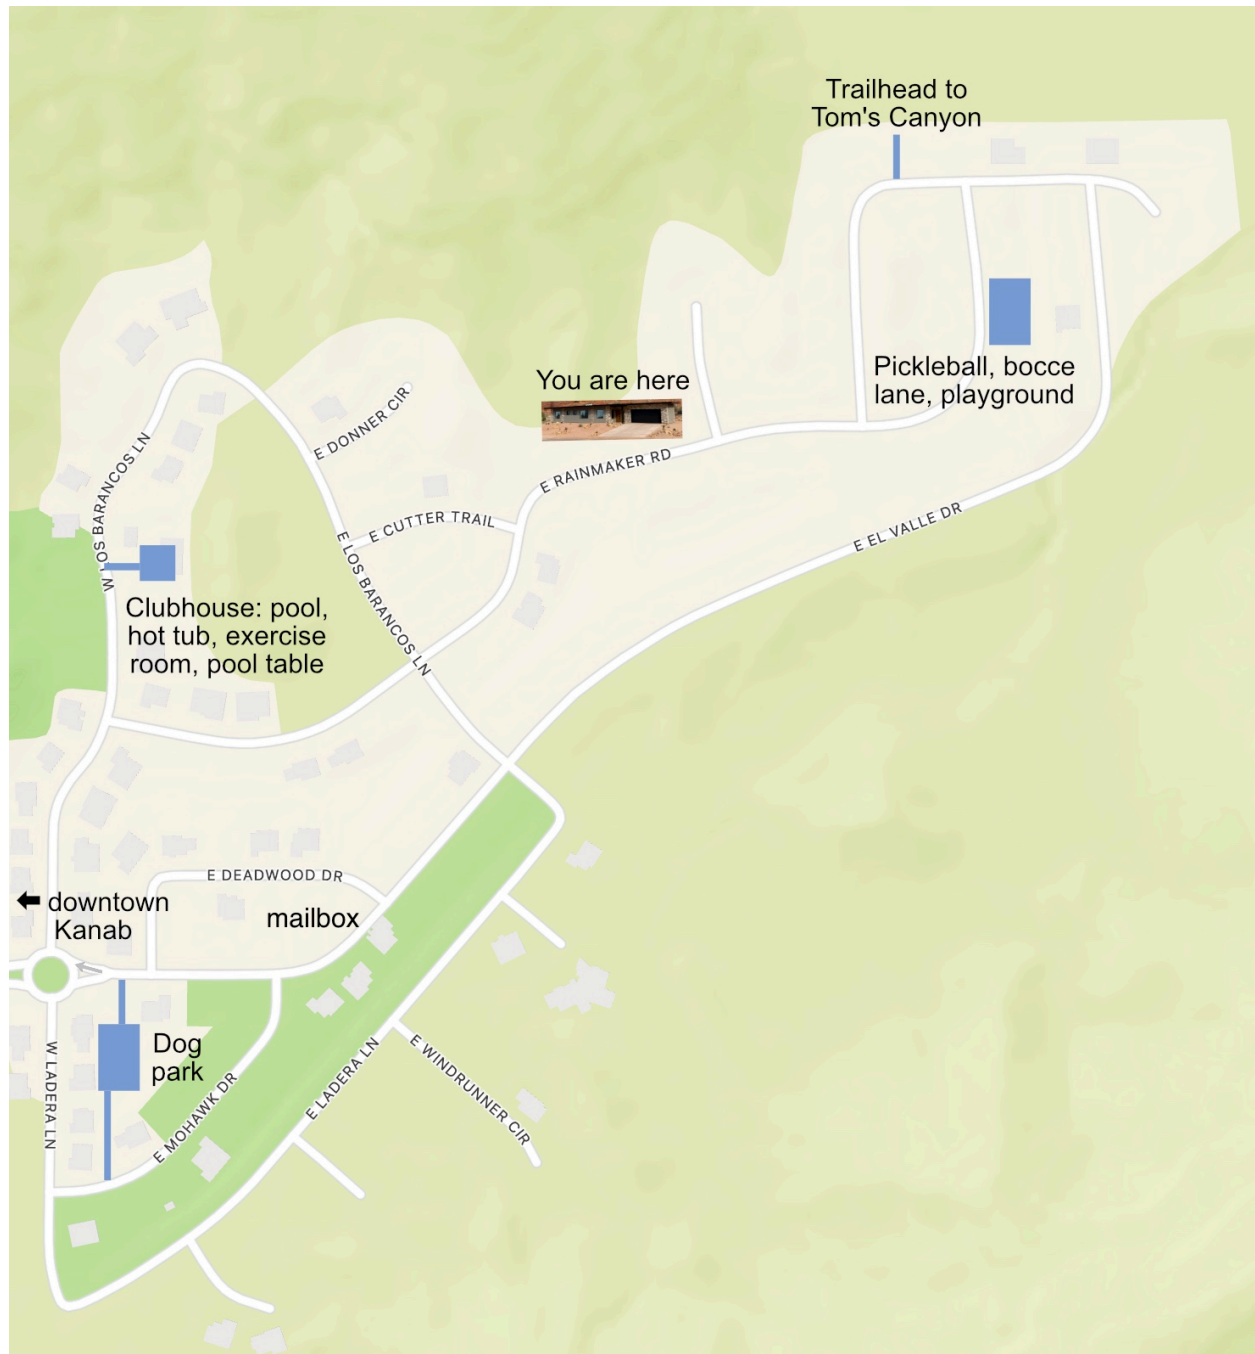 Trailhead to
Tom's Canyon
Pickleball, bocce
lane, playground
You are here
E DONNER CIR
E RAINMAKER RD
W LOS BARANCOS LN
E CUTTER TRAIL
E LOS BARANCOS LN
E EL VALLE DR
Clubhouse: pool,
hot tub, exercise
room, pool table
E DEADWOOD DR
mailbox
downtown
Kanab
Dog
park
W LADERA LN
E MOHAWK DR
E LADERA LN
E WINDRUNNER CIR